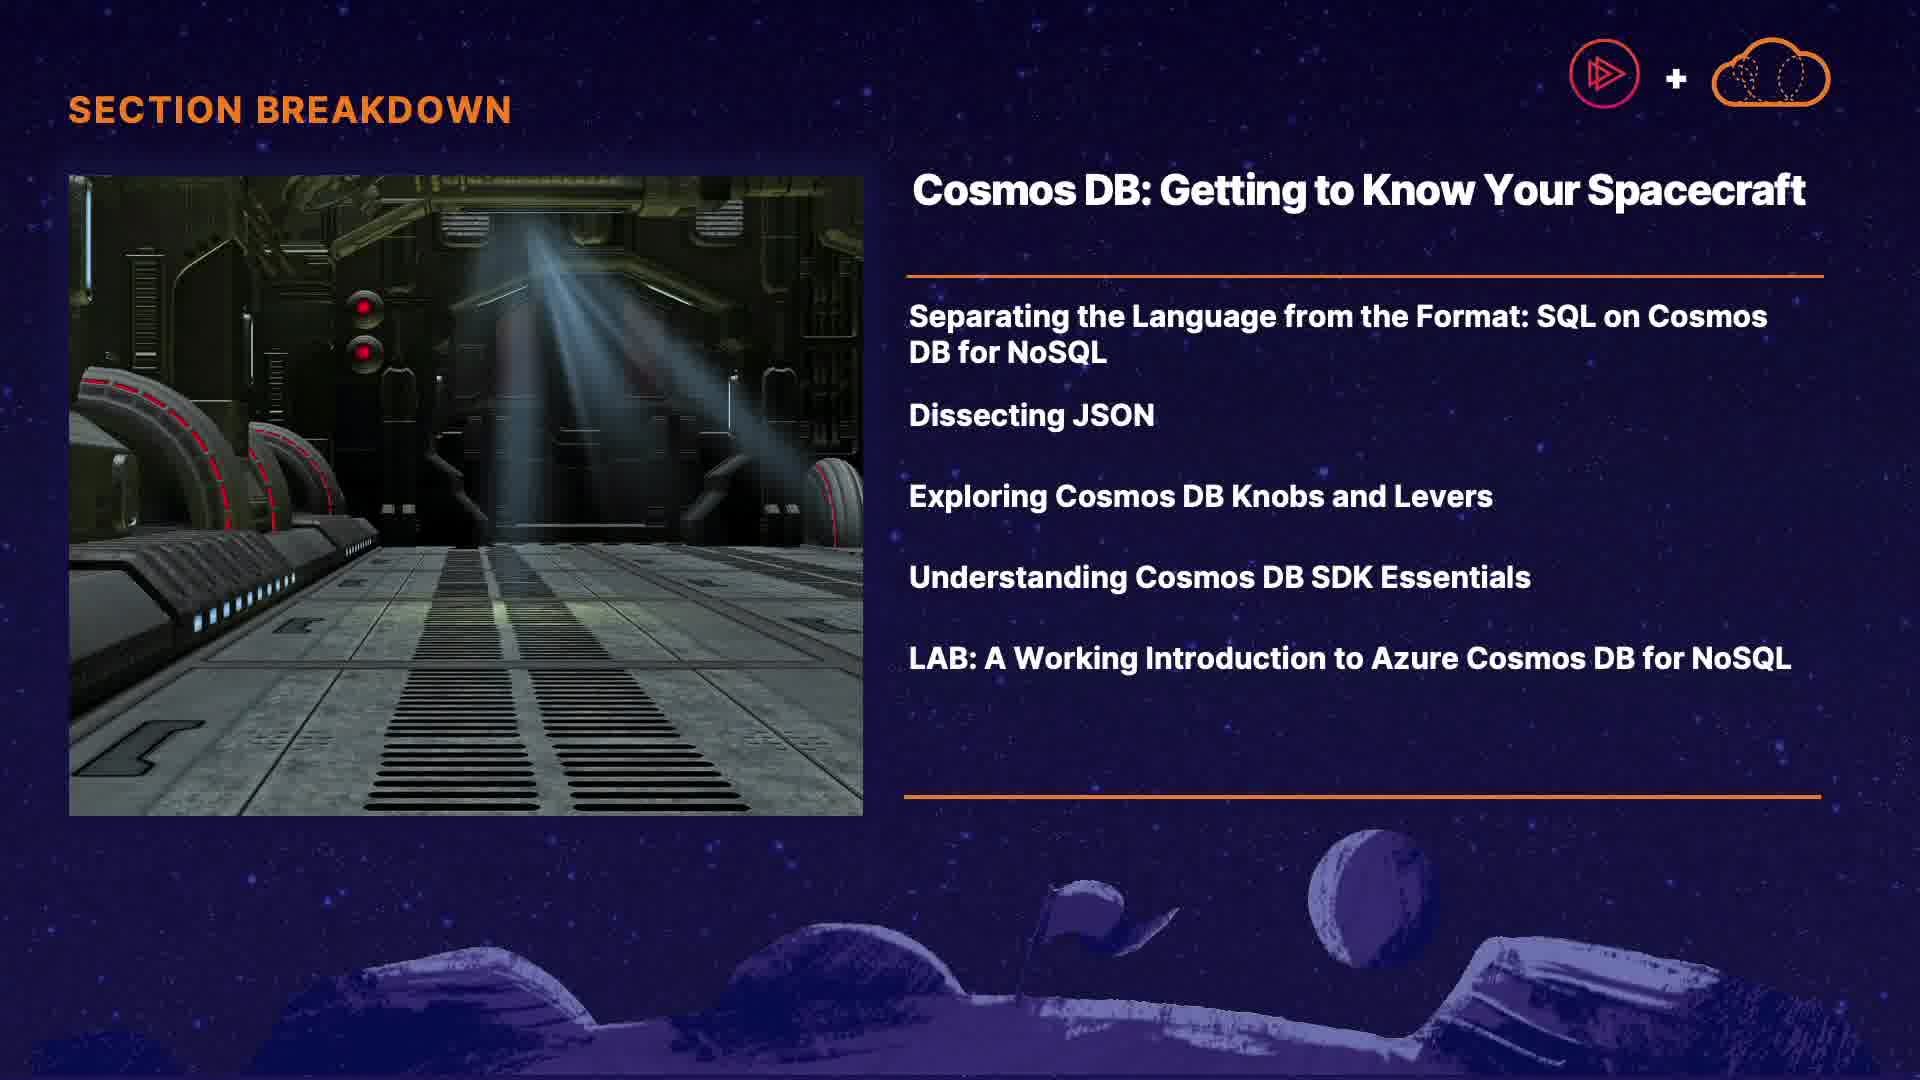 SECTION BREAKDOWN
Cosmos DB: Getting to Know Your Spacecraft
Separating the Language from the Format: SQL on Cosmos
DB for NoSQL
Dissecting JSON
Exploring Cosmos DB Knobs and Levers
Understanding Cosmos DB SDK Essentials
LAB: A Working Introduction to Azure Cosmos DB for NoSQL